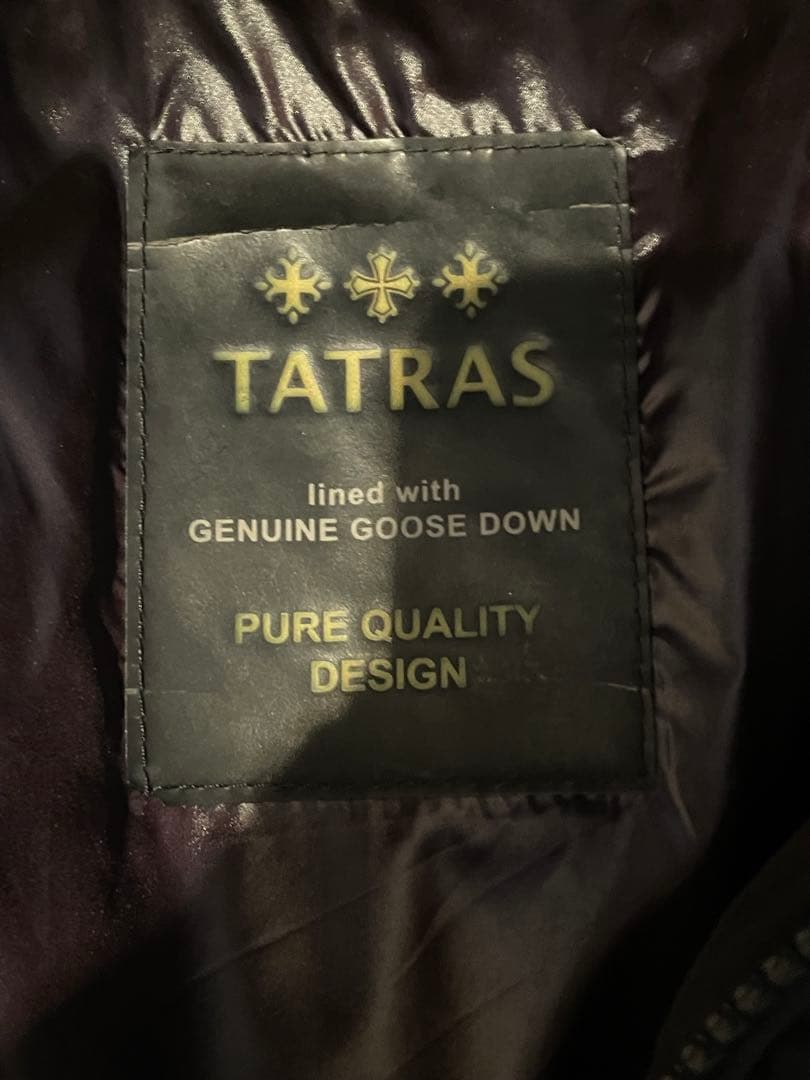 TATRAS
lined with
GENUINE GOOSE DOWN
PURE QUALITY
DESIGN